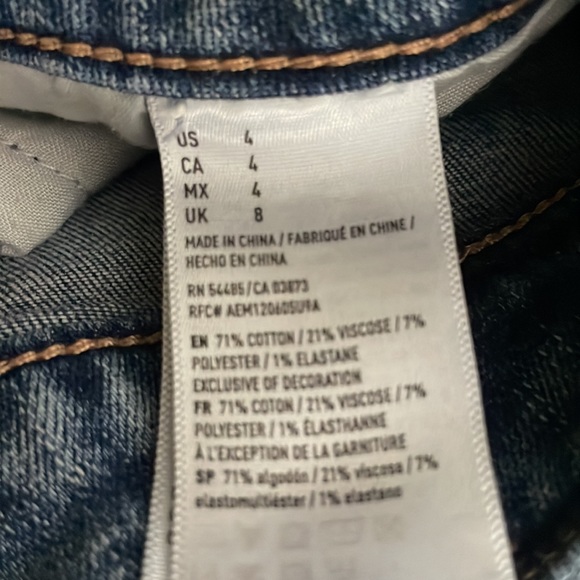 US 4
CA 4
MX 4
UK 8
MADE IN CHINA / FABRIQUÉ EN CHINE /
HECHO EN CHINA
RN 54485/CA 03873
RFC# AEM120605U9A
EN 71% COTTON / 21% VISCOSE / 7%
POLYESTER / 1% ELASTANE
EXCLUSIVE OF DECORATION
FR 71% COTON / 21% VISCOSE / 7%
POLYESTER / 1% ÉLASTHANNE
À L'EXCEPTION DE LA GARNITURE
SP 71% algodón / 21% viscosa / 7%
elastomultiéster / 1% elastano